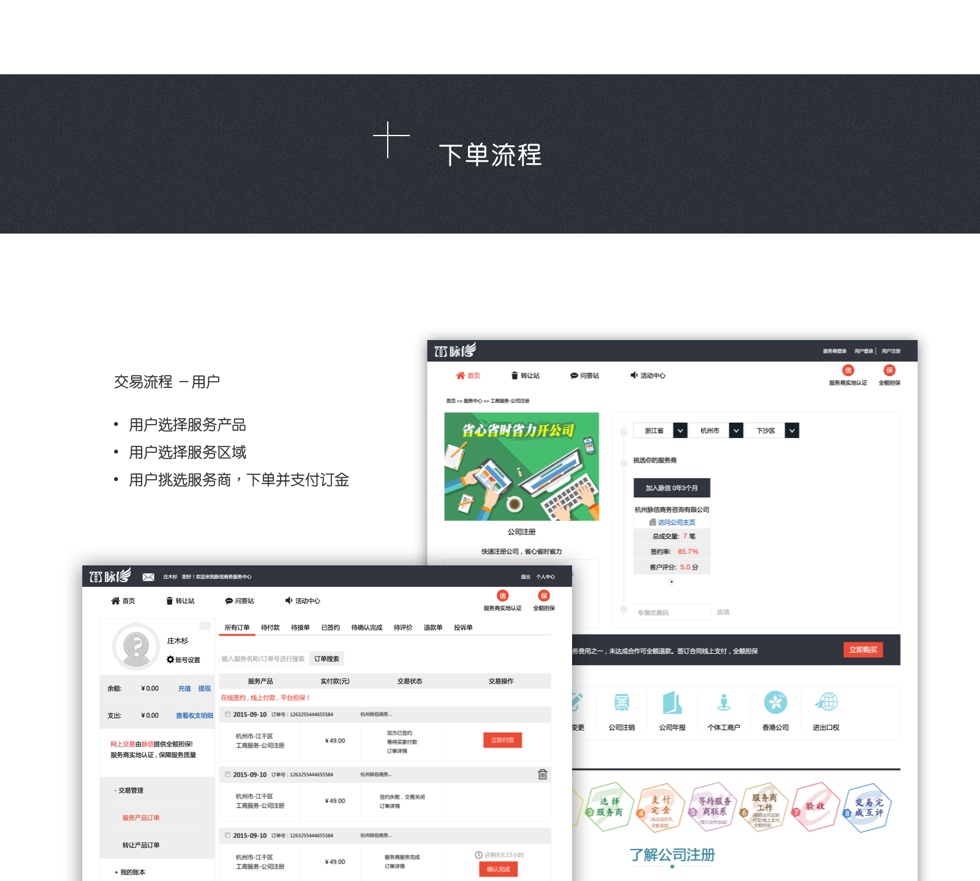 下单流程
交易流程 – 用户
• 用户选择服务产品
• 用户选择服务区域
• 用户挑选服务商，下单并支付订金
脉信
服务商登录 用户登录 | 用户注册
首页 转让站 问答站 活动中心
信 保
服务商实地认证 全额担保
首页 >> 服务中心 >> 工商服务-公司注册
省心省时省力开公司
公司注册
快速注册公司，省心省时省力
浙江省 杭州市 下沙区
挑选你的服务商
加入脉信 0年3个月
杭州脉信商务咨询有限公司
访问公司主页
总成交量: 7 笔
签约率: 85.7%
客户评分: 5.0 分
专属优惠码 选填
务费用之一，未达成合作可全额退款。签订合同线上支付，全额担保
立即购买
变更 公司注销 公司年报 个体工商户 香港公司 进出口权
3 选择服务商
4 支付定金
5 等待服务商联系
6 服务商工作
7 验收
8 交易完成互评
了解公司注册
脉信
庄木杉 您好！欢迎来到脉信商务服务中心
退出 个人中心
首页 转让站 问答站 活动中心
信 保
服务商实地认证 全额担保
庄木杉
账号设置
余额: ¥ 0.00 充值 提现
支出: ¥ 0.00 查看收支明细
网上交易由脉信提供全额担保!
服务商实地认证，保障服务质量
- 交易管理
服务产品订单
转让产品订单
+ 我的账本
所有订单 待付款 待接单 已签约 待确认完成 待评价 退款单 投诉单
输入服务名称/订单号进行搜索 订单搜索
服务产品 实付款(元) 交易状态 交易操作
在线签约，线上付款，平台担保！
2015-09-10 订单号：1263255444655584 杭州脉信商务...
杭州市-江干区
工商服务-公司注册
¥ 49.00
双方已签约
等待买家付款
订单详情
立即付款
2015-09-10 订单号：1263255444655584 杭州脉信商务...
杭州市-江干区
工商服务-公司注册
¥ 49.00
签约失败，交易关闭
订单详情
2015-09-10 订单号：1263255444655584 杭州脉信商务...
杭州市-江干区
工商服务-公司注册
¥ 49.00
服务商服务完成
订单详情
还剩9天23小时
确认完成